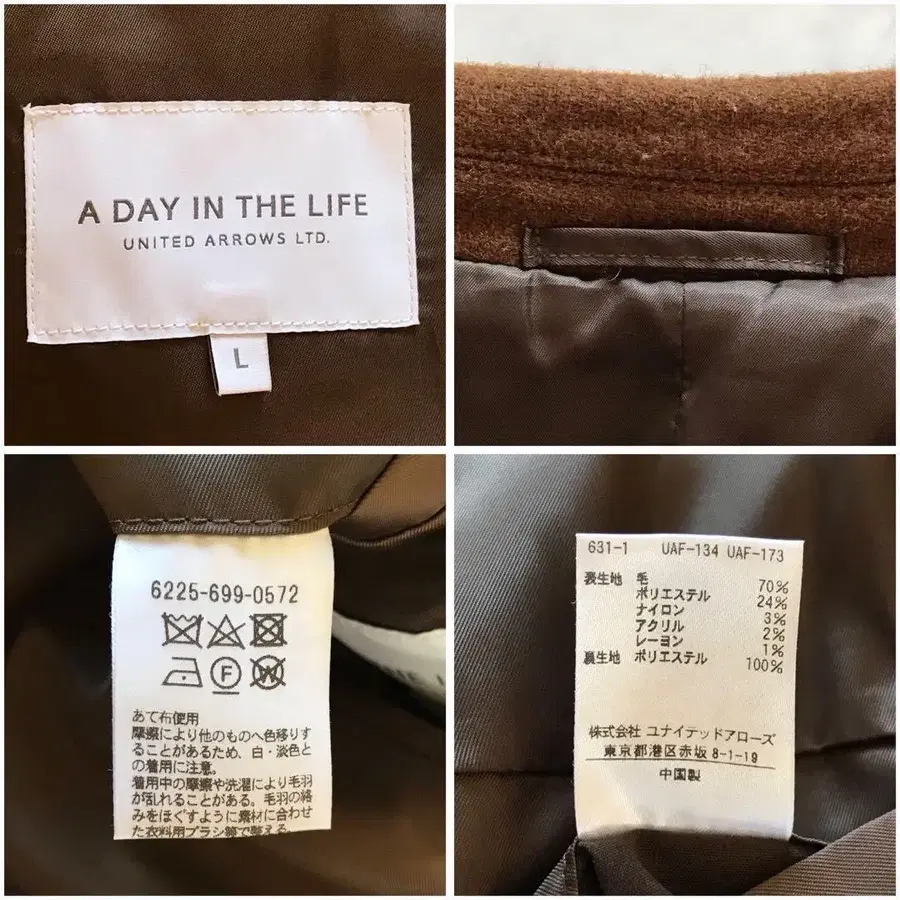 A DAY IN THE LIFE
UNITED ARROWS LTD.
L
6225-699-0572
F
W
あて布使用
摩擦により他のものへ色移りす
ることがあるため、白・淡色と
の着用に注意。
着用中の摩擦や洗濯により毛羽
が乱れることがある。毛羽の絡
みをほぐすように素材に合わせ
た衣料用ブラシ等で整える。
631-1 UAF-134 UAF-173
表生地 毛 70%
ポリエステル 24%
ナイロン 3%
アクリル 2%
レーヨン 1%
裏生地 ポリエステル 100%
株式会社 ユナイテッドアローズ
東京都港区赤坂 8-1-19
中国製